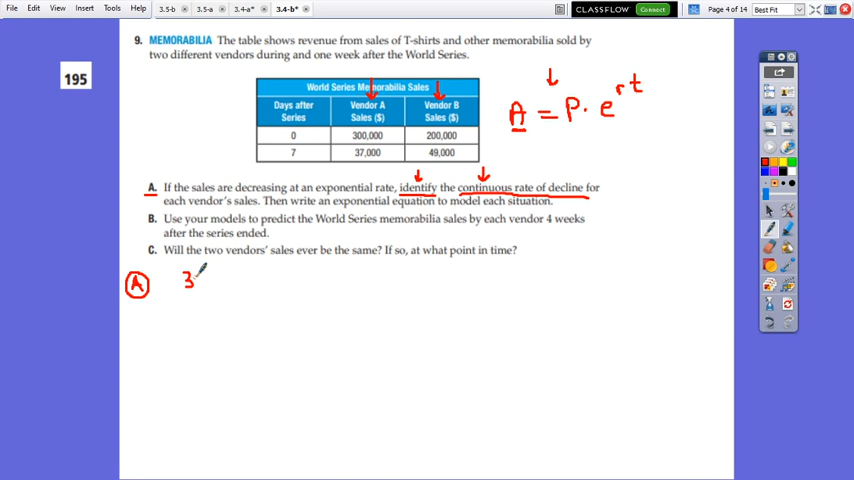 File Edit View Insert Tools Help 3.5-b 3.5-a 3.4-a* 3.4-b* CLASSFLOW Connect Page 4 of 14 Best Fit
195
9. MEMORABILIA The table shows revenue from sales of T-shirts and other memorabilia sold by
two different vendors during and one week after the World Series.
World Series Memorabilia Sales
Days after Series Vendor A Sales ($) Vendor B Sales ($)
0 300,000 200,000
7 37,000 49,000
A = P · e^rt
A. If the sales are decreasing at an exponential rate, identify the continuous rate of decline for
each vendor's sales. Then write an exponential equation to model each situation.
B. Use your models to predict the World Series memorabilia sales by each vendor 4 weeks
after the series ended.
C. Will the two vendors' sales ever be the same? If so, at what point in time?
A 3